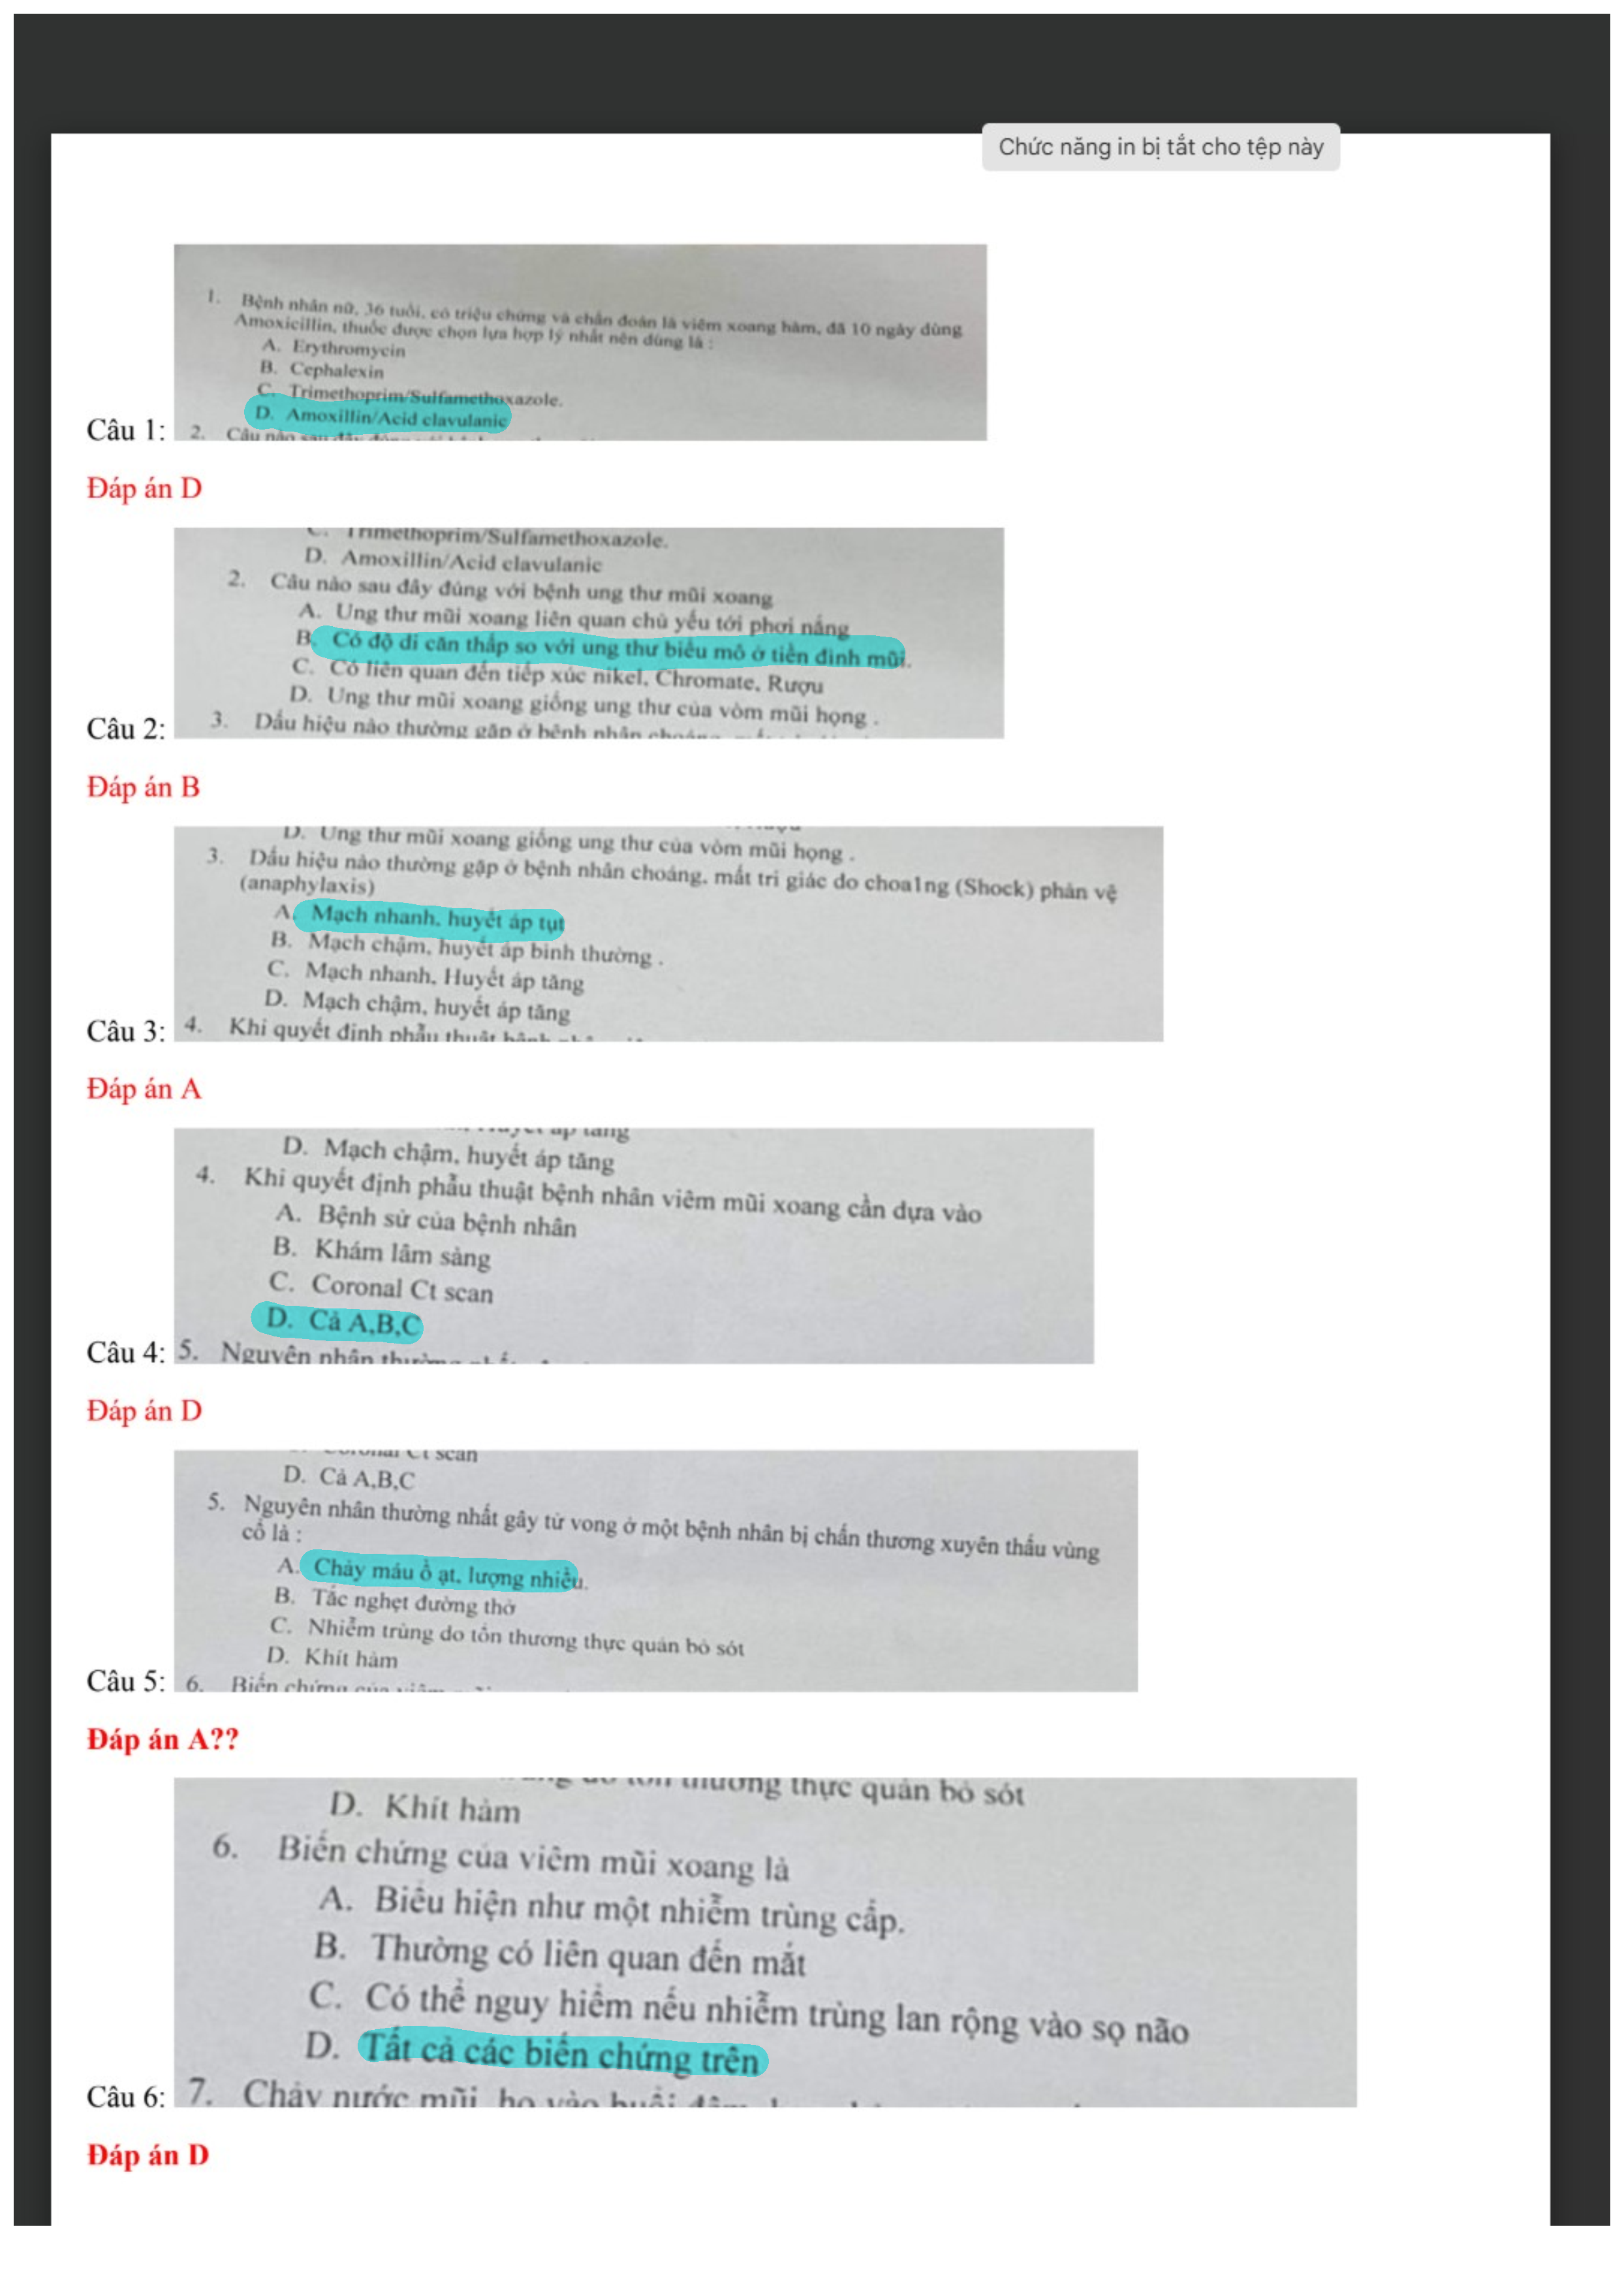 Chức năng in bị tắt cho tệp này
1. Bệnh nhân nữ, 36 tuổi, có triệu chứng và chẩn đoán là viêm xoang hàm, đã 10 ngày dùng
Amoxicillin, thuốc được chọn lựa hợp lý nhất nên dùng là :
A. Erythromycin
B. Cephalexin
C. Trimethoprim/Sulfamethoxazole.
D. Amoxillin/Acid clavulanic
Câu 1: 2. Câu nào sau đây
Đáp án D
C. Trimethoprim/Sulfamethoxazole.
D. Amoxillin/Acid clavulanic
2. Câu nào sau đây đúng với bệnh ung thư mũi xoang
A. Ung thư mũi xoang liên quan chủ yếu tới phơi nắng
B. Có độ di căn thấp so với ung thư biểu mô ở tiền đình mũi.
C. Có liên quan đến tiếp xúc nikel, Chromate, Rượu
D. Ung thư mũi xoang giống ung thư của vòm mũi họng .
Câu 2: 3. Dấu hiệu nào thường gặp ở bệnh nhân
Đáp án B
D. Ung thư mũi xoang giống ung thư của vòm mũi họng .
3. Dấu hiệu nào thường gặp ở bệnh nhân choáng, mất tri giác do choa1ng (Shock) phản vệ
(anaphylaxis)
A. Mạch nhanh, huyết áp tụt
B. Mạch chậm, huyết áp bình thường .
C. Mạch nhanh, Huyết áp tăng
D. Mạch chậm, huyết áp tăng
Câu 3: 4. Khi quyết định phẫu thuật
Đáp án A
áp tăng
D. Mạch chậm, huyết áp tăng
4. Khi quyết định phẫu thuật bệnh nhân viêm mũi xoang cần dựa vào
A. Bệnh sử của bệnh nhân
B. Khám lâm sàng
C. Coronal Ct scan
D. Cả A,B,C
Câu 4: 5. Nguyên nhân
Đáp án D
Coronal Ct scan
D. Cả A,B,C
5. Nguyên nhân thường nhất gây tử vong ở một bệnh nhân bị chấn thương xuyên thấu vùng
cổ là :
A. Chảy máu ồ ạt, lượng nhiều.
B. Tắc nghẹt đường thở
C. Nhiễm trùng do tổn thương thực quản bỏ sót
D. Khít hàm
Câu 5: 6. Biến chứng của
Đáp án A??
tổn thương thực quản bỏ sót
D. Khít hàm
6. Biến chứng của viêm mũi xoang là
A. Biểu hiện như một nhiễm trùng cấp.
B. Thường có liên quan đến mắt
C. Có thể nguy hiểm nếu nhiễm trùng lan rộng vào sọ não
D. Tất cả các biến chứng trên
Câu 6: 7. Chảy nước mũi, ho vào buổi
Đáp án D